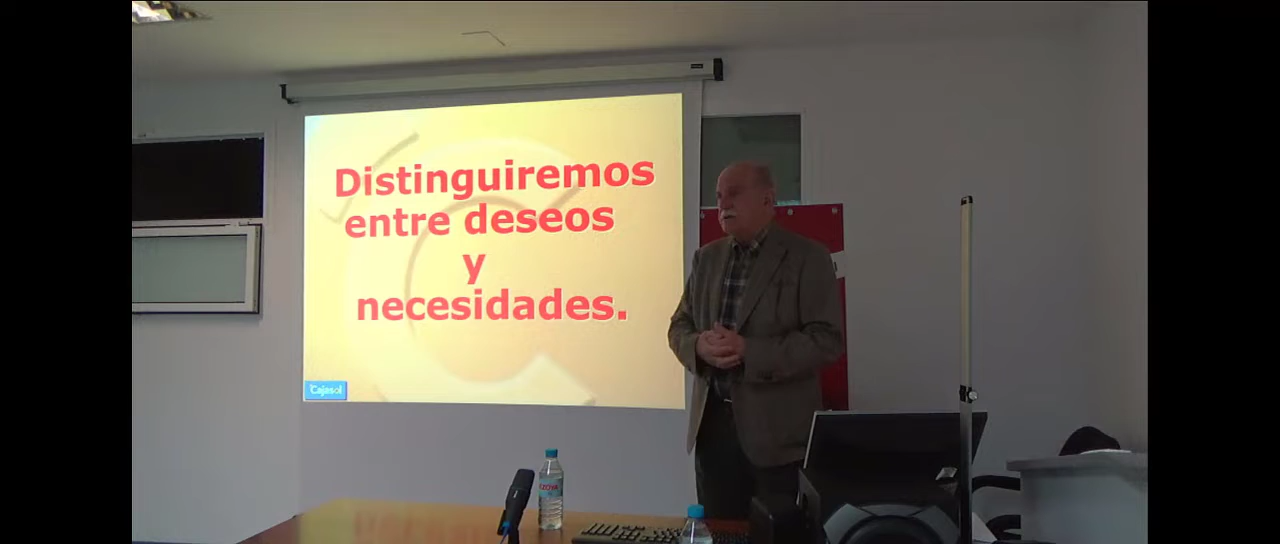 Distinguiremos
entre deseos
y
necesidades.
Cajasol